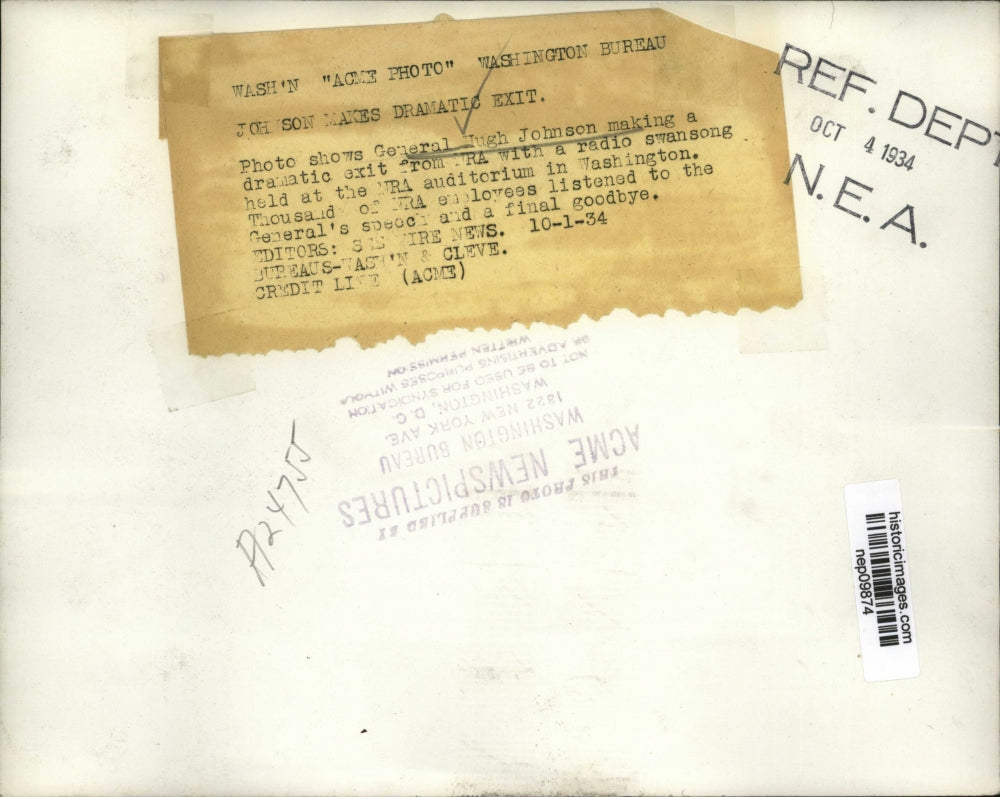 WASH'N "ACME PHOTO" WASHINGTON BUREAU
JOHNSON MAKES DRAMATIC EXIT.
Photo shows General Hugh Johnson making a
dramatic exit from NRA with a radio swansong
held at the NRA auditorium in Washington.
Thousand of NRA employees listened to the
General's speech and a final goodbye.
EDITORS: SEE WIRE NEWS. 10-1-34
BUREAUS-WASH'N & CLEVE.
CREDIT LINE (ACME)
REF. DEPT
OCT 4 1934
N. E. A.
THIS PHOTO IS SUPPLIED BY
ACME NEWSPICTURES
WASHINGTON BUREAU
1322 NEW YORK AVE.
WASHINGTON, D. C.
NOT TO BE USED FOR SYNDICATION
OR ADVERTISING PURPOSES WITHOUT
WRITTEN PERMISSION
historicimages.com
nep09874